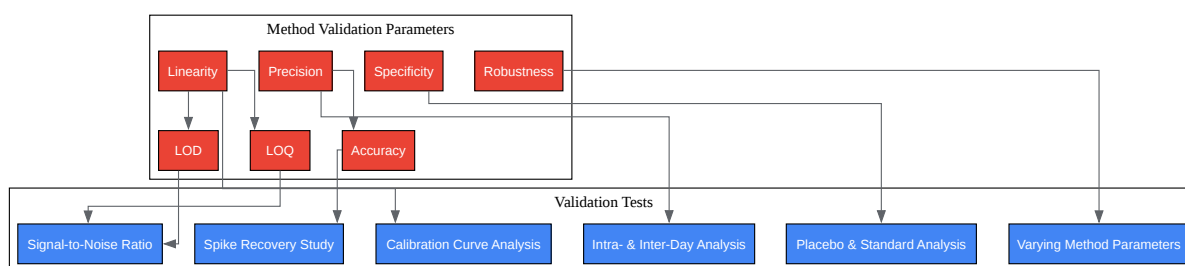 Method Validation Parameters
Linearity
Precision
Specificity
Robustness
LOD
LOQ
Accuracy
Validation Tests
Signal-to-Noise Ratio
Spike Recovery Study
Calibration Curve Analysis
Intra- & Inter-Day Analysis
Placebo & Standard Analysis
Varying Method Parameters